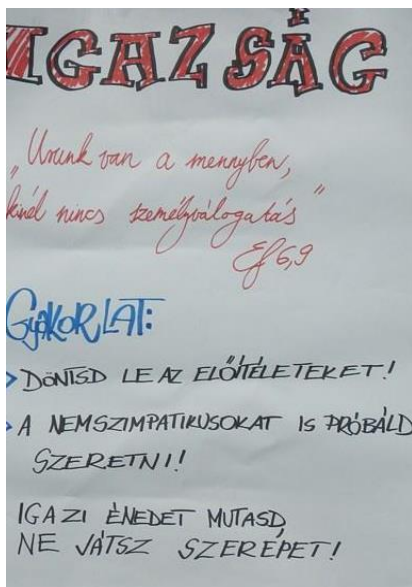 IGAZSÁG
„Urunk van a mennyben,
kinél nincs személyválogatás"
Ef 6,9
GYAKORLAT:
> DÖNTSD LE AZ ELŐÍTÉLETEKET!
> A NEMSZIMPATIKUSOKAT IS PRÓBÁLD
SZERETNI!
IGAZI ÉNEDET MUTASD,
NE JÁTSZ SZEREPET!